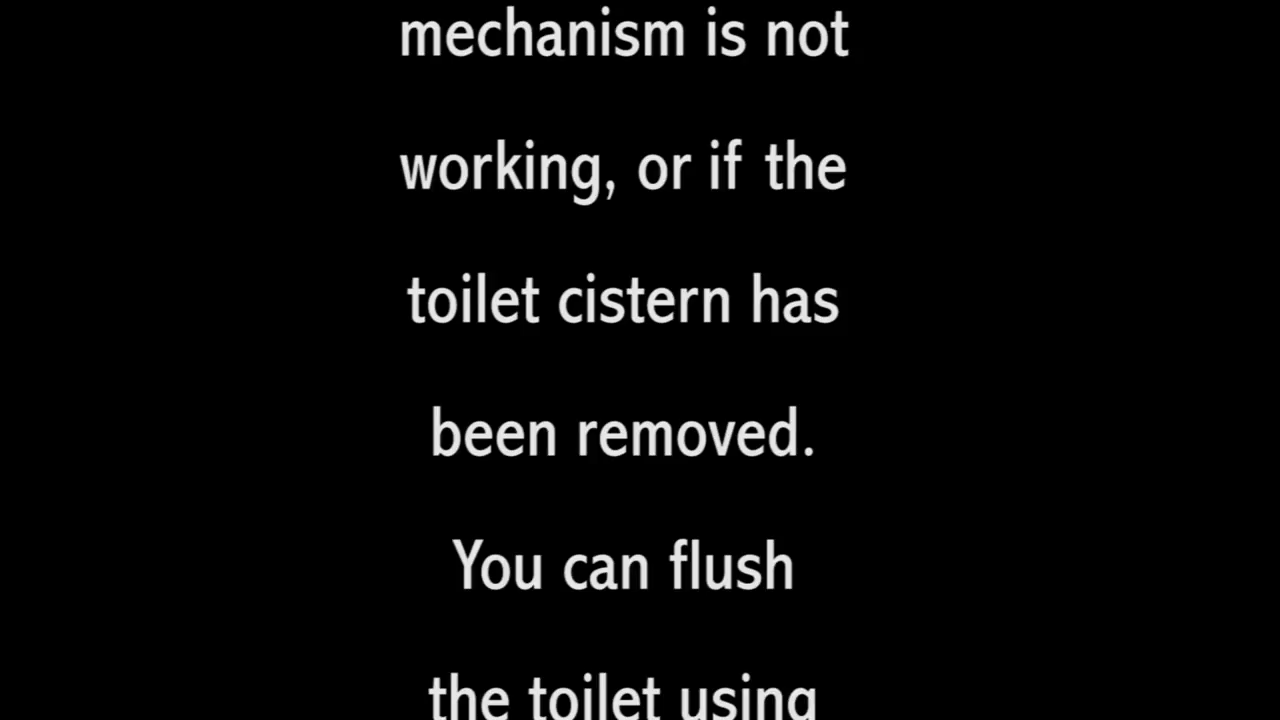 mechanism is not
working, or if the
toilet cistern has
been removed.
You can flush
the toilet using